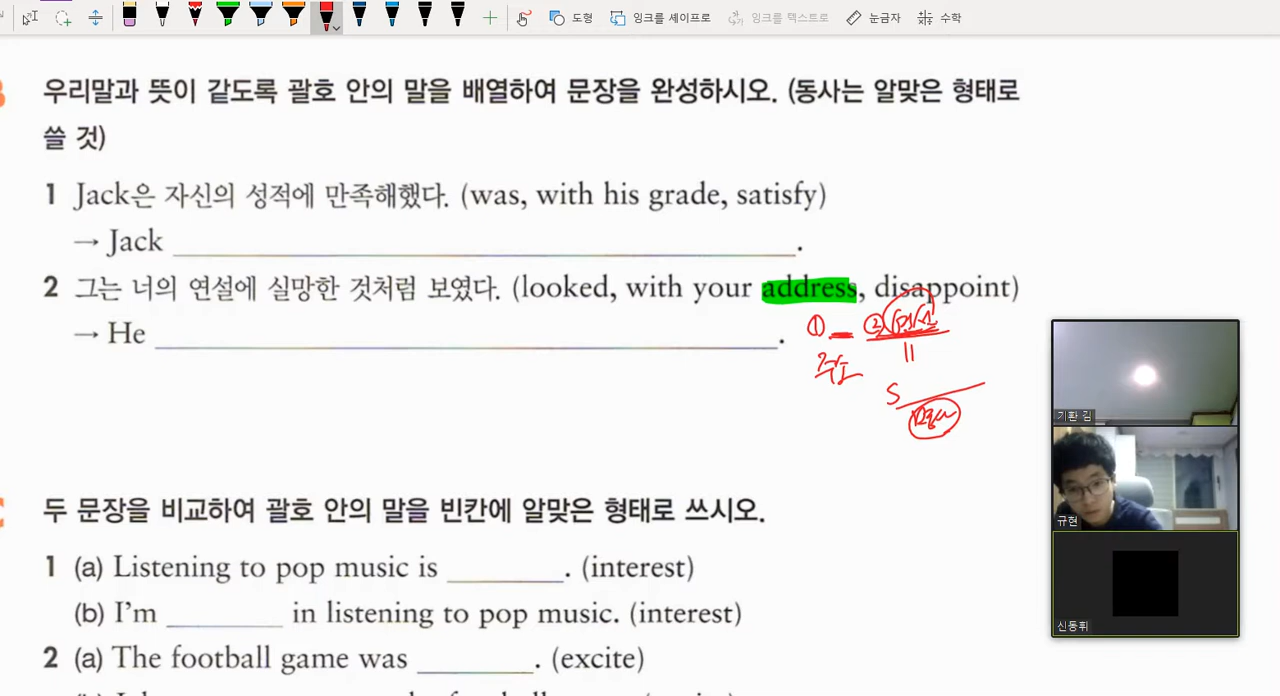 도형 잉크를 셰이프로 잉크를 텍스트로 눈금자 수학
우리말과 뜻이 같도록 괄호 안의 말을 배열하여 문장을 완성하시오. (동사는 알맞은 형태로
쓸 것)
1 Jack은 자신의 성적에 만족해했다. (was, with his grade, satisfy)
→ Jack .
2 그는 너의 연설에 실망한 것처럼 보였다. (looked, with your address, disappoint)
→ He .
① ② 연설
주소
S
기환 김
규현
신동휘
두 문장을 비교하여 괄호 안의 말을 빈칸에 알맞은 형태로 쓰시오.
1 (a) Listening to pop music is . (interest)
(b) I'm in listening to pop music. (interest)
2 (a) The football game was . (excite)